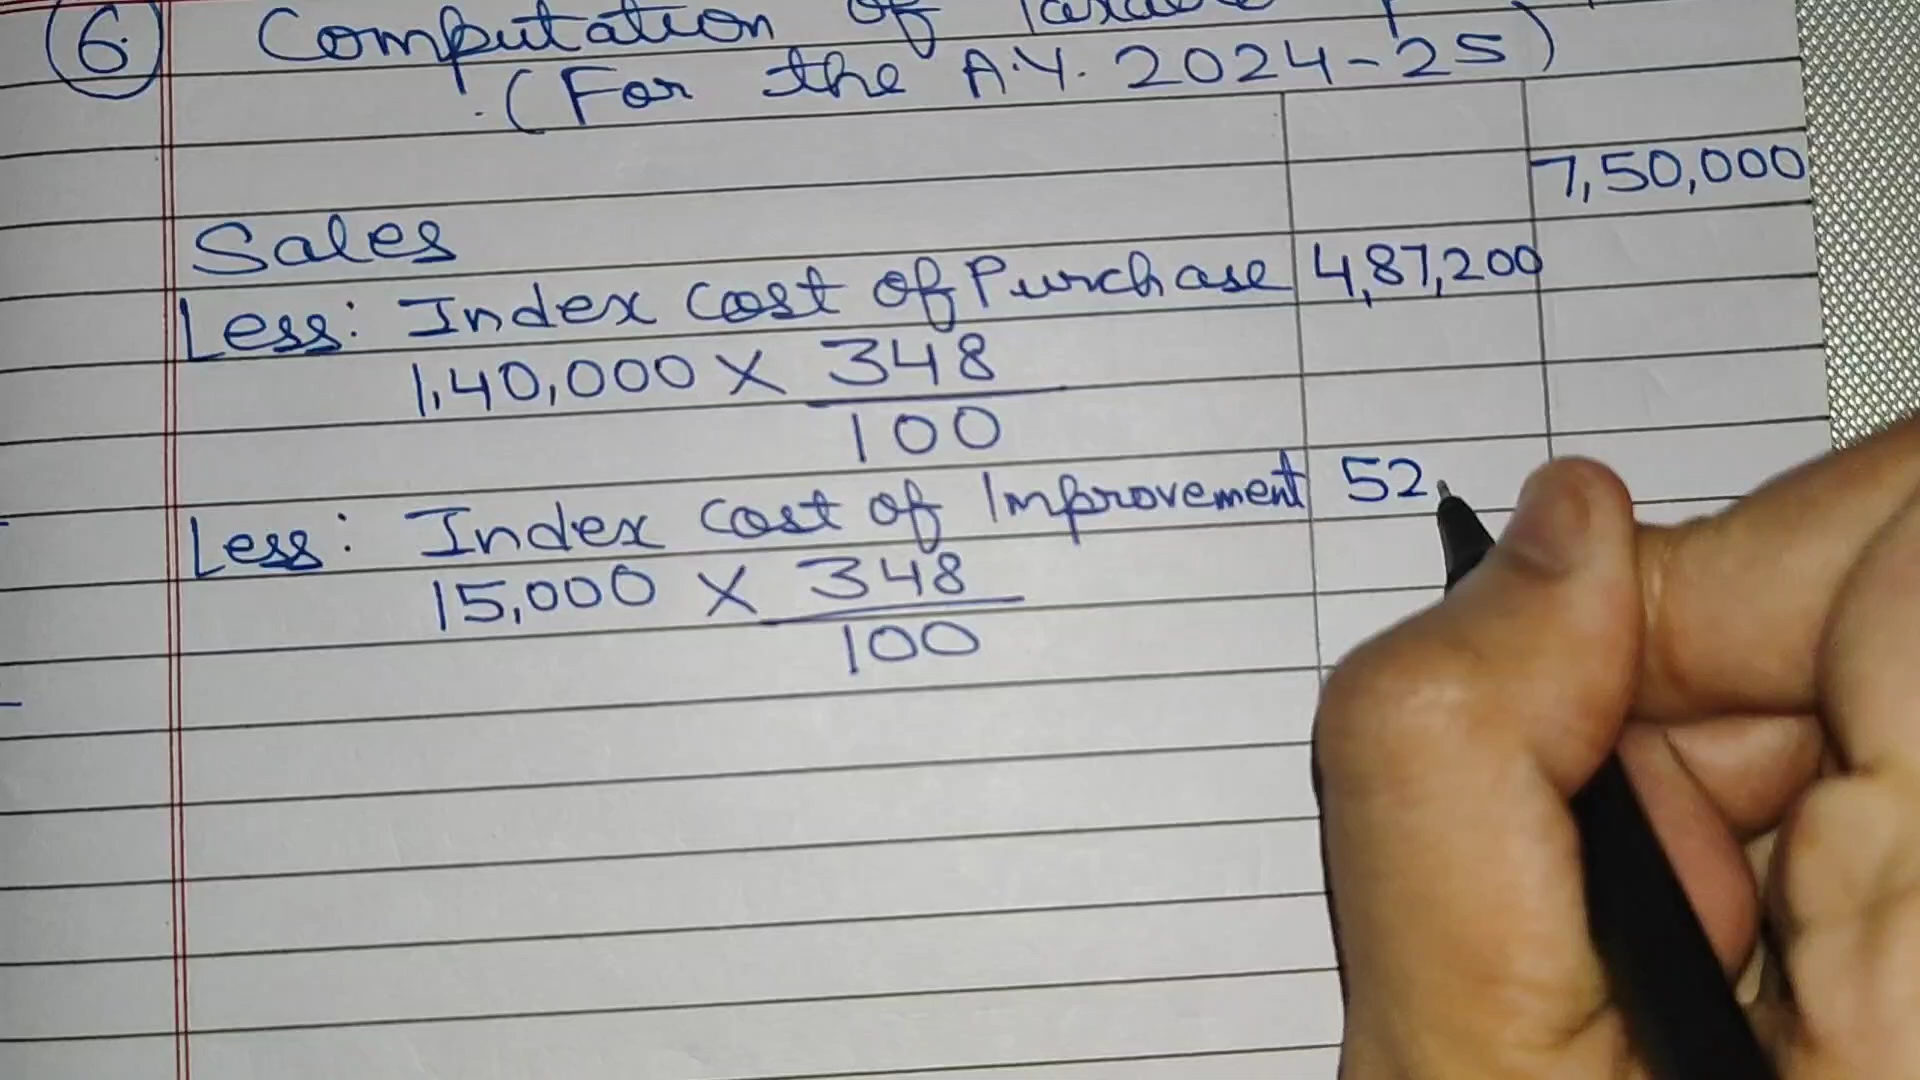 6. Computation of Taxable
(For the A.Y. 2024-25)
Sales 7,50,000
Less: Index cost of Purchase 4,87,200
1,40,000 X 348
100
Less: Index cost of Improvement 52,
15,000 X 348
100